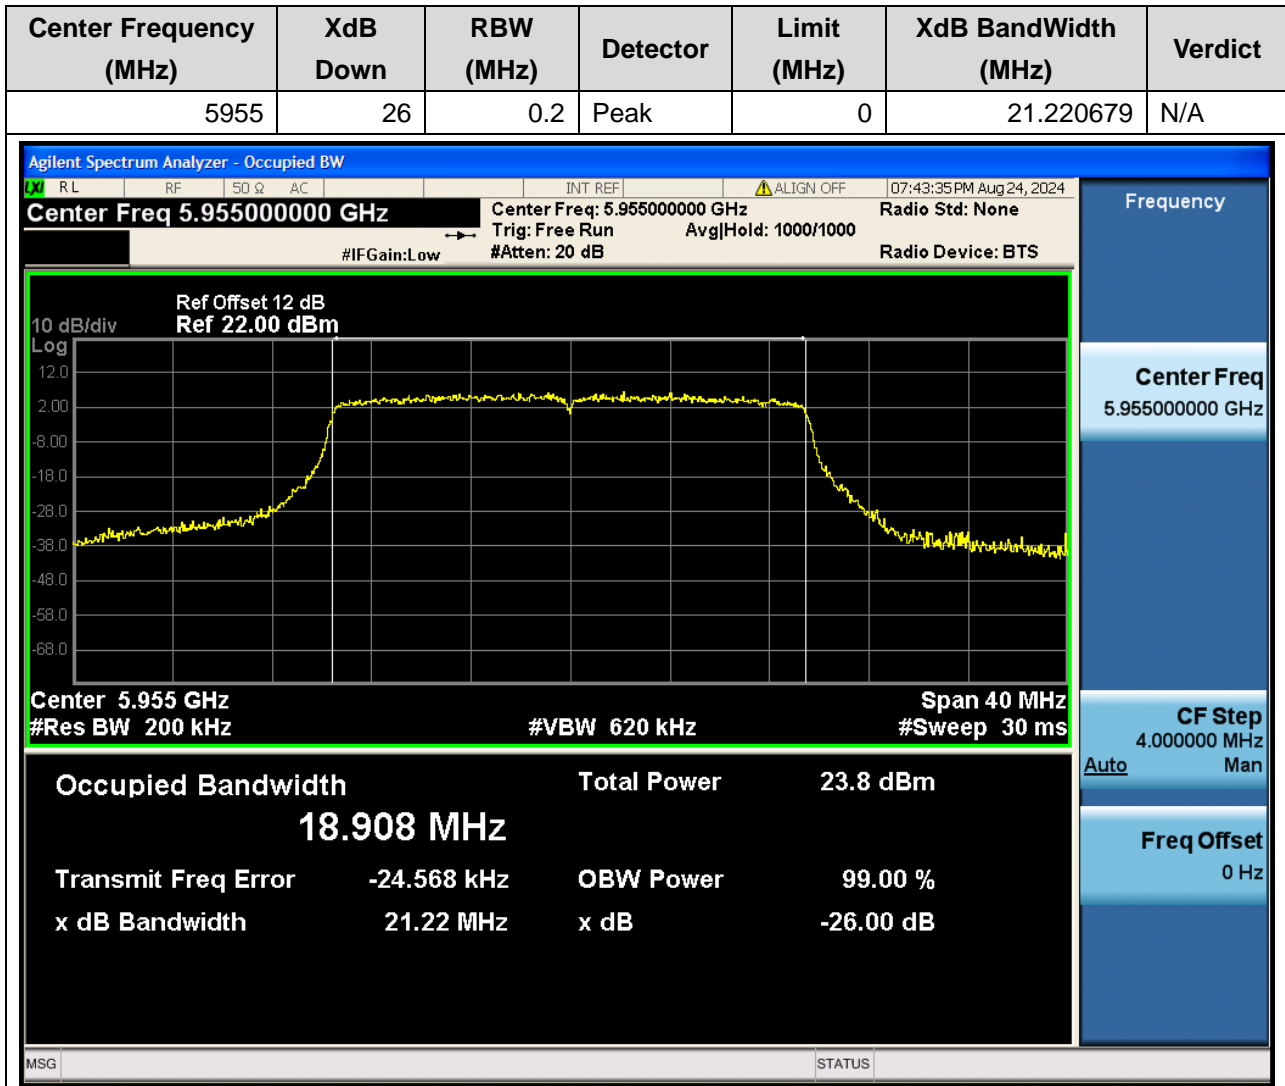 Center Frequency (MHz) XdB Down RBW (MHz) Detector Limit (MHz) XdB BandWidth (MHz) Verdict
5955 26 0.2 Peak 0 21.220679 N/A
Agilent Spectrum Analyzer - Occupied BW
LXI RL RF 50 Ω AC INT REF ALIGN OFF 07:43:35 PM Aug 24, 2024
Center Freq 5.955000000 GHz
Center Freq: 5.955000000 GHz
Radio Std: None
Trig: Free Run Avg|Hold: 1000/1000
#IFGain:Low
#Atten: 20 dB
Radio Device: BTS
Ref Offset 12 dB
10 dB/div Ref 22.00 dBm
Log
12.0
2.00
-8.00
-18.0
-28.0
-38.0
-48.0
-58.0
-68.0
Center 5.955 GHz Span 40 MHz
#Res BW 200 kHz #VBW 620 kHz #Sweep 30 ms
Occupied Bandwidth Total Power 23.8 dBm
18.908 MHz
Transmit Freq Error -24.568 kHz OBW Power 99.00 %
x dB Bandwidth 21.22 MHz x dB -26.00 dB
MSG STATUS
Frequency
Center Freq
5.955000000 GHz
CF Step
4.000000 MHz
Auto Man
Freq Offset
0 Hz